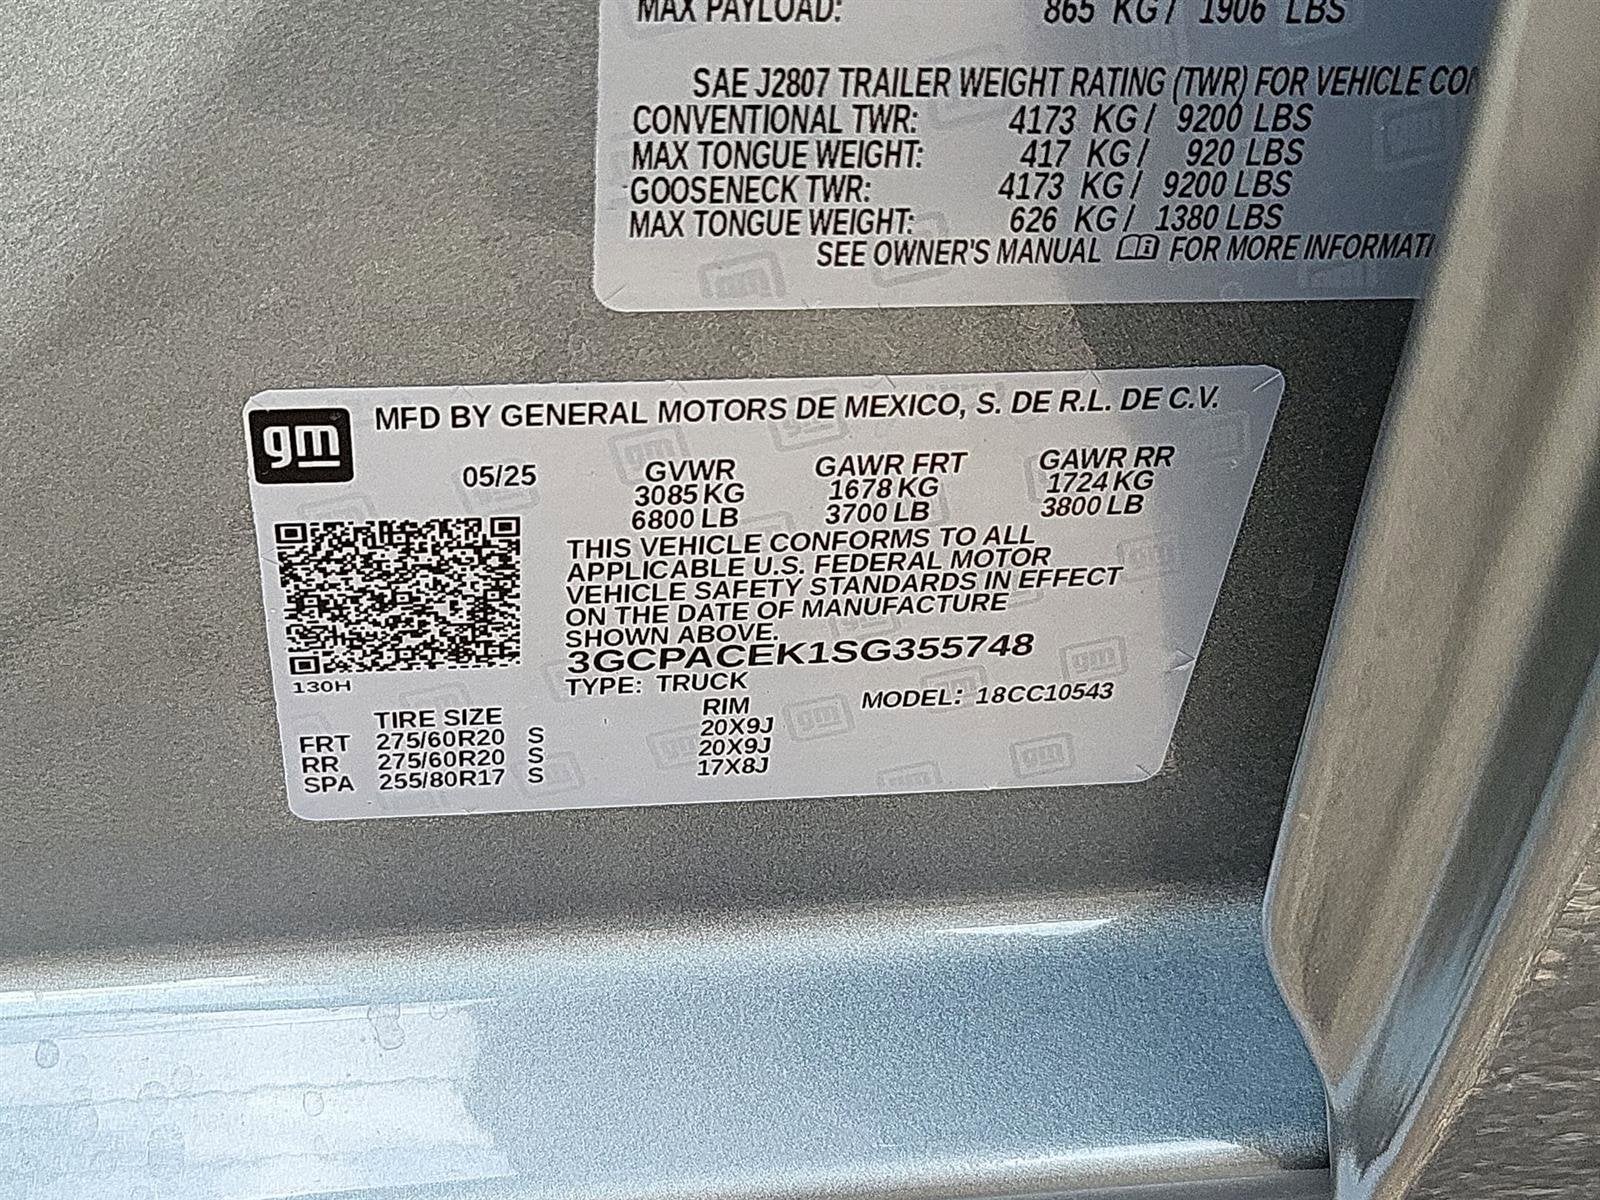 MAX PAYLOAD: 865 KG / 1906 LBS
SAE J2807 TRAILER WEIGHT RATING (TWR) FOR VEHICLE
CONVENTIONAL TWR: 4173 KG / 9200 LBS
MAX TONGUE WEIGHT: 417 KG / 920 LBS
GOOSENECK TWR: 4173 KG / 9200 LBS
MAX TONGUE WEIGHT: 626 KG / 1380 LBS
SEE OWNER'S MANUAL FOR MORE INFORMATI
gm MFD BY GENERAL MOTORS DE MEXICO, S. DE R.L. DE C.V.
05/25 GVWR GAWR FRT GAWR RR
3085 KG 1678 KG 1724 KG
6800 LB 3700 LB 3800 LB
THIS VEHICLE CONFORMS TO ALL
APPLICABLE U.S. FEDERAL MOTOR
VEHICLE SAFETY STANDARDS IN EFFECT
ON THE DATE OF MANUFACTURE
SHOWN ABOVE.
3GCPACEK1SG355748
130H TYPE: TRUCK MODEL: 18CC10543
TIRE SIZE RIM
FRT 275/60R20 S 20X9J
RR 275/60R20 S 20X9J
SPA 255/80R17 S 17X8J